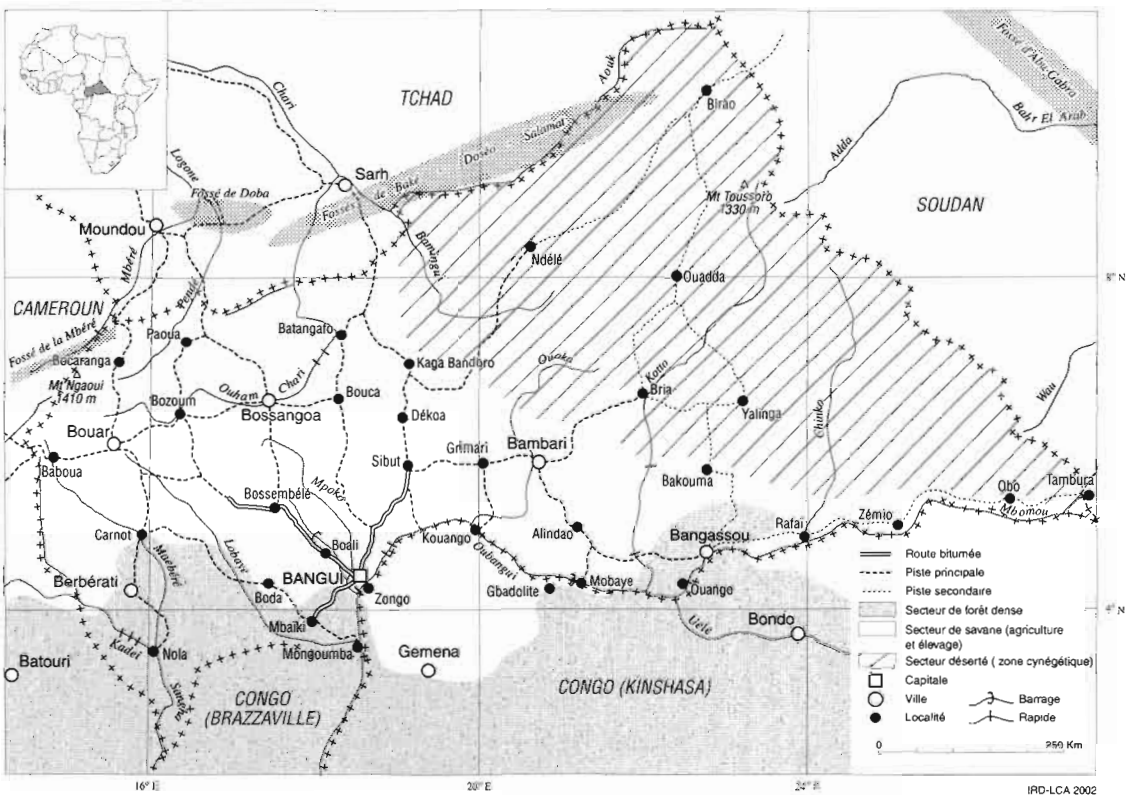 TCHAD
Chari
Logone
Aouk
Birao
Fossé d'Abu-Gabra
Bahr El Arab
Adda
Doséo
Salamat
Sarh
Fossé de Doba
Fossés de Baké
Mt Toussoro
1330 m
SOUDAN
Moundou
Mbéré
Bamingui
Ndélé
Ouadda
8° N
CAMEROUN
Pendé
Fossé de la Mbéré
Paoua
Batangafo
Bocaranga
Kaga Bandoro
Ouaka
Kotto
Mt Ngaoui
1410 m
Ouham
Chari
Bozoum
Bossangoa
Bouca
Bria
Yalinga
Chinko
Wau
Dékoa
Bouar
Baboua
Sibut
Grimari
Bambari
Bakouma
Mpoko
Bossembélé
Obo
Tambura
Mbomou
Carnot
Lobaye
Boali
Kouango
Alindao
Bangassou
Rafai
Zémio
Oubangui
BANGUI
Berbérati
Boda
Zongo
Gbadolite
Mobaye
Ouango
4° N
Mbaïki
Uélé
Bondo
Kadei
Nola
Mongoumba
Gemena
Batouri
CONGO
(BRAZZAVILLE)
CONGO (KINSHASA)
Route bitumée
Piste principale
Piste secondaire
Secteur de forêt dense
Secteur de savane (agriculture
et élevage)
Secteur déserté ( zone cynégétique)
Capitale
Ville
Barrage
Localité
Rapide
0
250 Km
16° E
20° E
24° E
IRD-LCA 2002